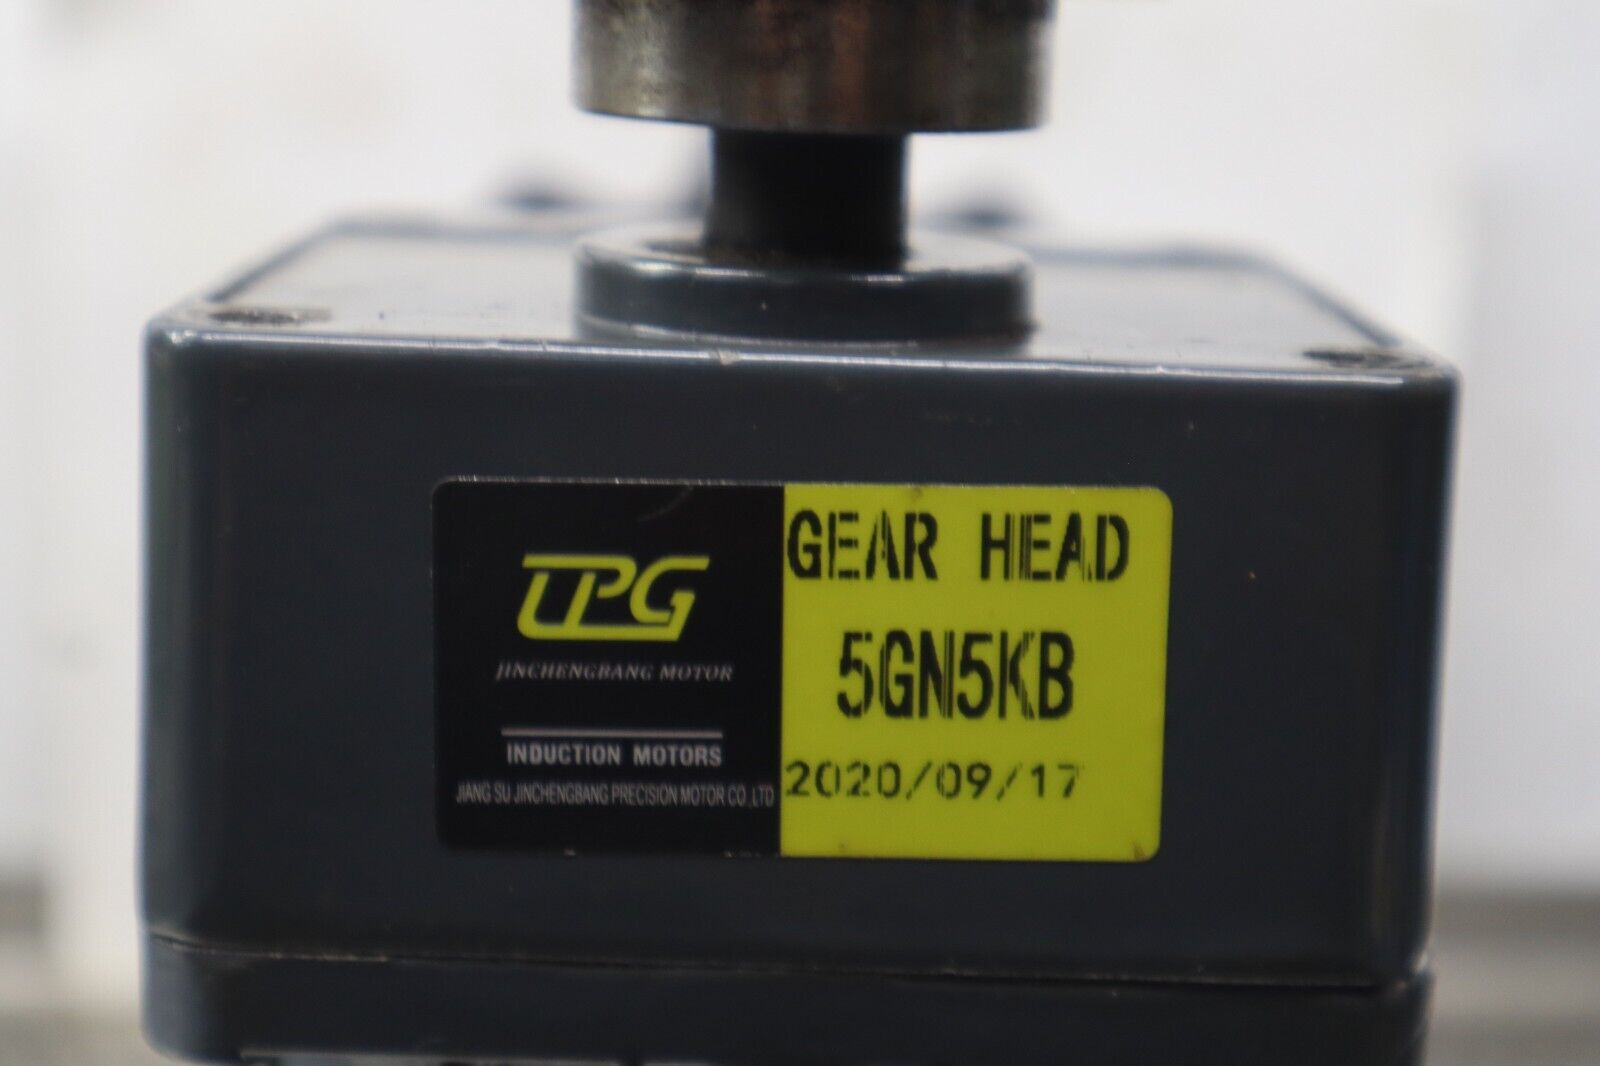 TPG
JINCHENGBANG MOTOR
INDUCTION MOTORS
JIANG SU JINCHENGBANG PRECISION MOTOR CO.,LTD
GEAR HEAD
5GN5KB
2020/09/17